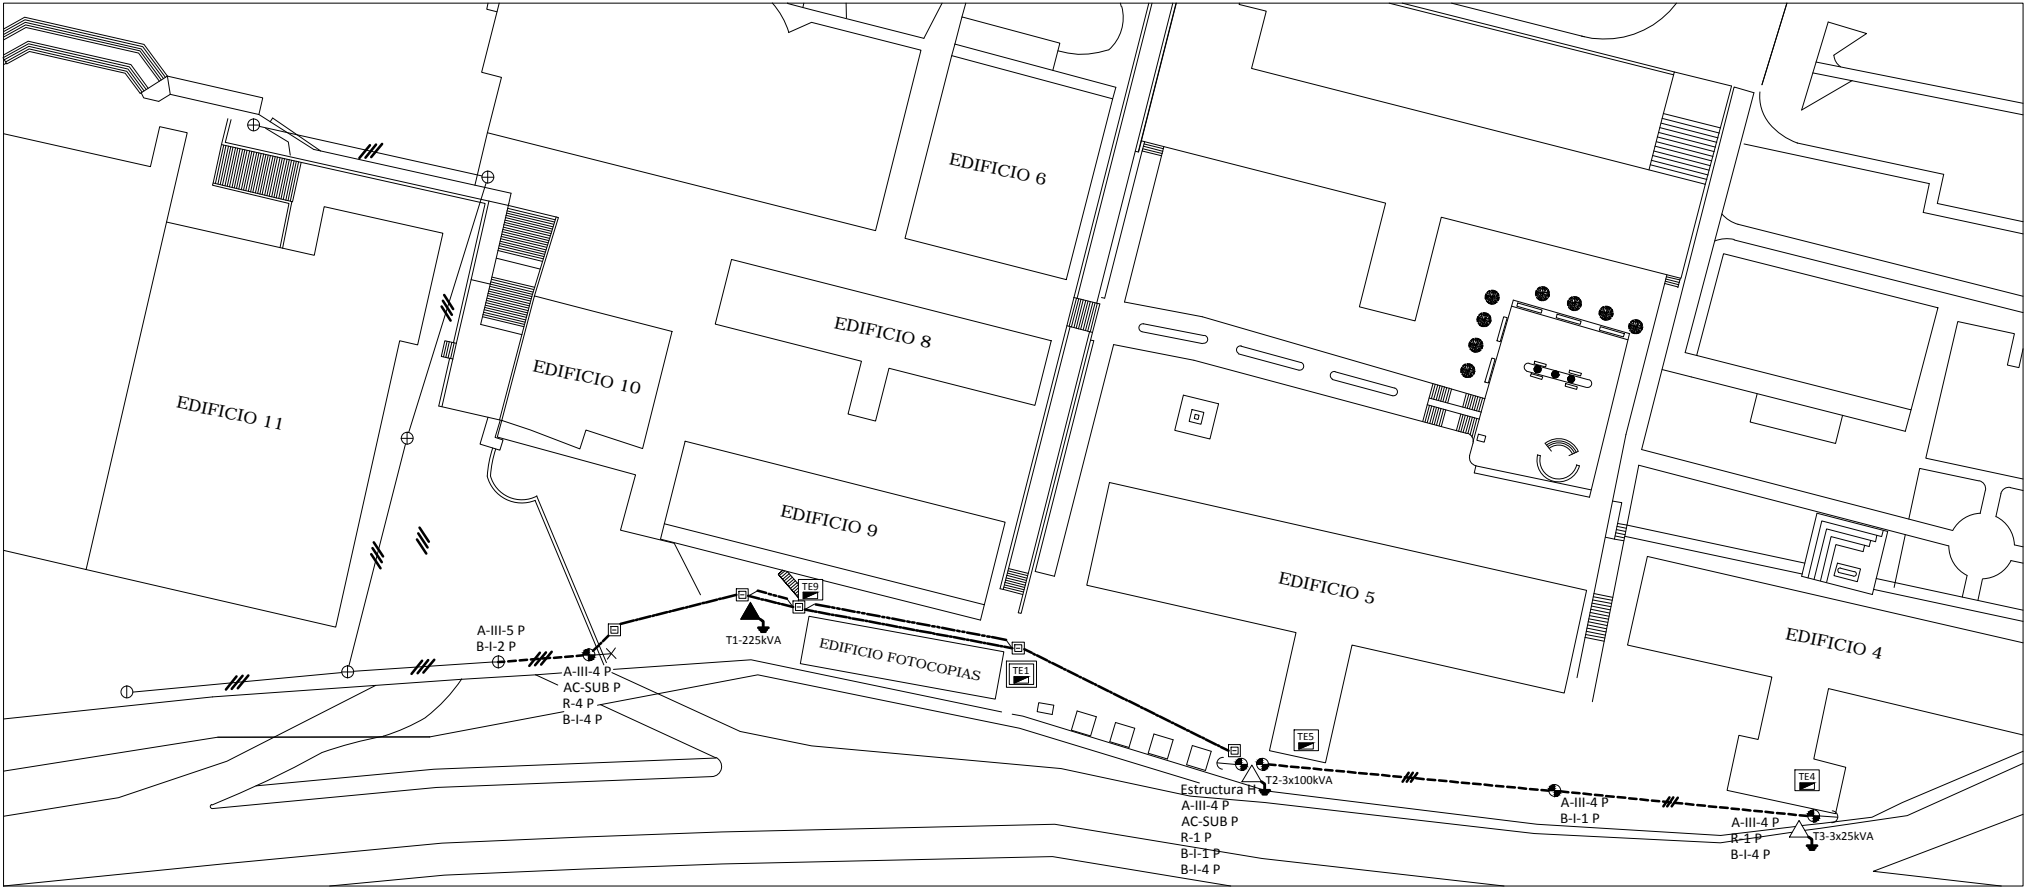 EDIFICIO 6
EDIFICIO 8
EDIFICIO 10
EDIFICIO 11
EDIFICIO 9
EDIFICIO 5
EDIFICIO 4
TE9
T1-225kVA
A-III-5 P
B-I-2 P
EDIFICIO FOTOCOPIAS
TE1
A-III-4 P
AC-SUB P
R-4 P
B-I-4 P
TE5
T2-3x100kVA
Estructura H
A-III-4 P
AC-SUB P
R-1 P
B-I-1 P
B-I-4 P
A-III-4 P
B-I-1 P
TE4
A-III-4 P
R-1 P
B-I-4 P
T3-3x25kVA